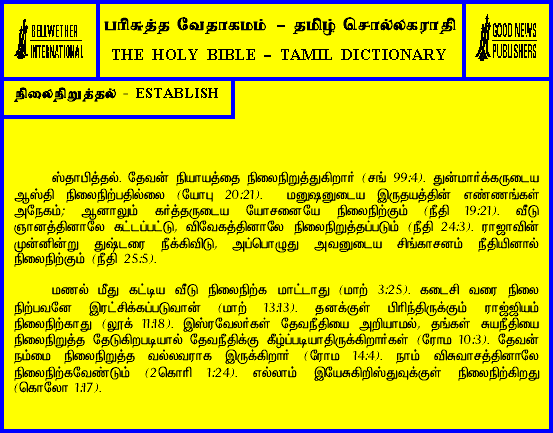 BELLWETHER
INTERNATIONAL
பரிசுத்த வேதாகமம் – தமிழ் சொல்லகராதி
THE HOLY BIBLE – TAMIL DICTIONARY
GOOD NEWS
PUBLISHERS
நிலைநிறுத்தல் - ESTABLISH
ஸ்தாபித்தல். தேவன் நியாயத்தை நிலைநிறுத்துகிறார் (சங் 99:4). துன்மார்க்கருடைய
ஆஸ்தி நிலைநிற்பதில்லை (யோபு 20:21). மனுஷனுடைய இருதயத்தின் எண்ணங்கள்
அநேகம்; ஆனாலும் கர்த்தருடைய யோசனையே நிலைநிற்கும் (நீதி 19:21). வீடு
ஞானத்தினாலே கட்டப்பட்டு, விவேகத்தினாலே நிலைநிறுத்தப்படும் (நீதி 24:3). ராஜாவின்
முன்னின்று துஷ்டரை நீக்கிவிடு, அப்பொழுது அவனுடைய சிங்காசனம் நீதியினால்
நிலைநிற்கும் (நீதி 25:5).
மணல் மீது கட்டிய வீடு நிலைநிற்க மாட்டாது (மாற் 3:25). கடைசி வரை நிலை
நிற்பவனே இரட்சிக்கப்படுவான் (மாற் 13:13). தனக்குள் பிரிந்திருக்கும் ராஜ்ஜியம்
நிலைநிற்காது (லூக் 11:18). இஸ்ரவேலர்கள் தேவநீதியை அறியாமல், தங்கள் சுயநீதியை
நிலைநிறுத்த தேடுகிறபடியால் தேவநீதிக்கு கீழ்ப்படியாதிருக்கிறார்கள் (ரோம 10:3). தேவன்
நம்மை நிலைநிறுத்த வல்லவராக இருக்கிறார் (ரோம 14:4). நாம் விசுவாசத்தினாலே
நிலைநிற்கவேண்டும் (2கொரி 1:24). எல்லாம் இயேசுகிறிஸ்துவுக்குள் நிலைநிற்கிறது
(கொலோ 1:17).